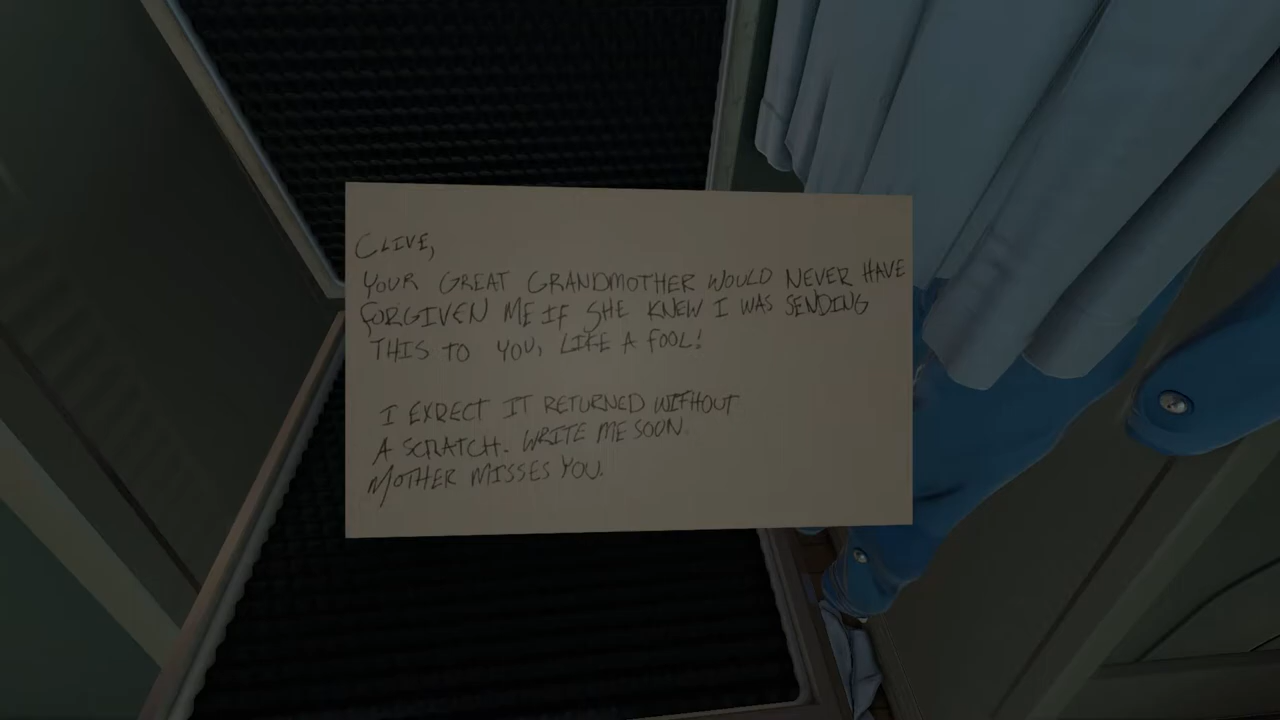 CLIVE,
YOUR GREAT GRANDMOTHER WOULD NEVER HAVE
FORGIVEN ME IF SHE KNEW I WAS SENDING
THIS TO YOU, LIKE A FOOL!
I EXPECT IT RETURNED WITHOUT
A SCRATCH. WRITE ME SOON.
MOTHER MISSES YOU.